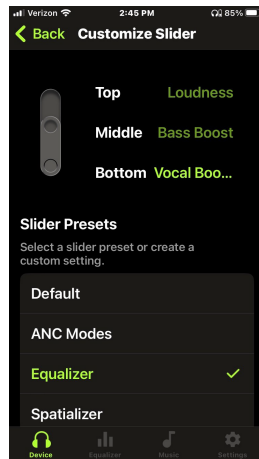 Verizon 2:45 PM 85%
Back Customize Slider
Top Loudness
Middle Bass Boost
Bottom Vocal Boo...
Slider Presets
Select a slider preset or create a
custom setting.
Default
ANC Modes
Equalizer
Spatializer
Device Equalizer Music Settings